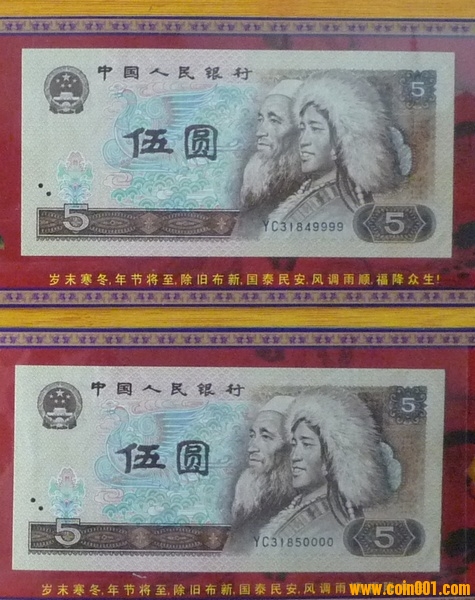 中国人民银行
5
伍圆
YC31849999
5
5
岁末寒冬,年节将至,除旧布新,国泰民安,风调雨顺,福降众生!
中国人民银行
5
伍圆
YC31850000
5
5
岁末寒冬,年节将至,除旧布新,国泰民安,风调雨顺
www.coin001.com